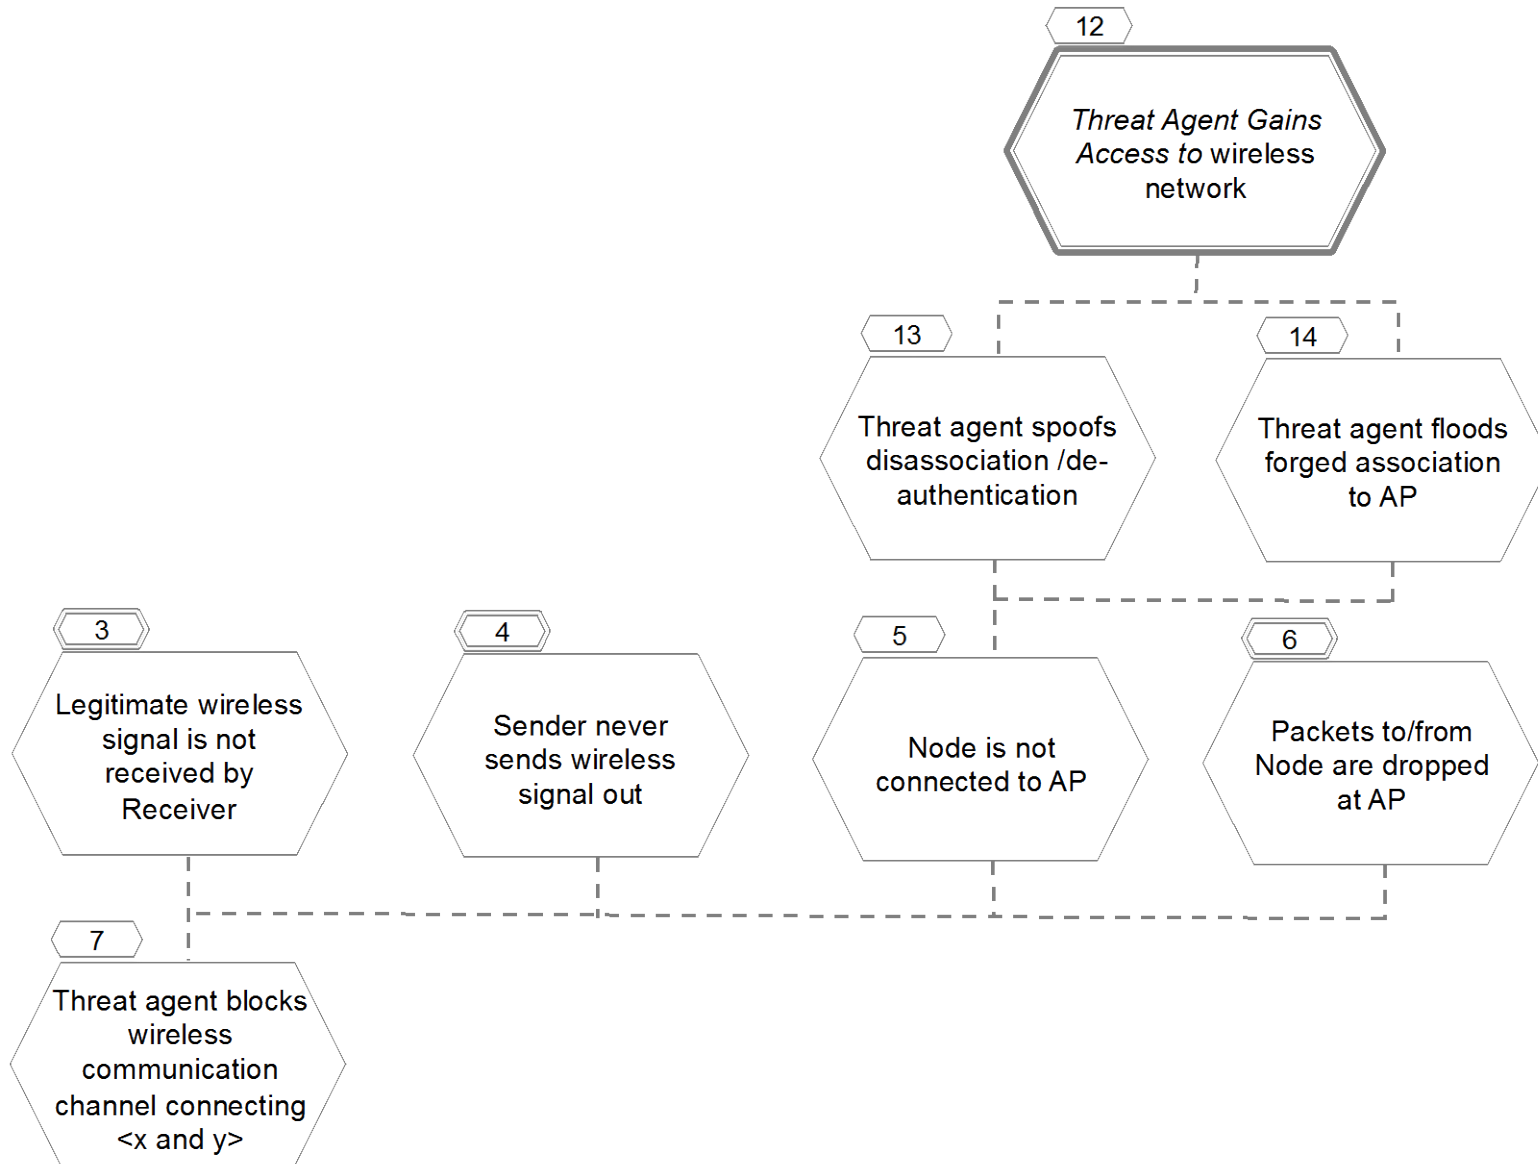 12
Threat Agent Gains
Access to wireless
network
13
Threat agent spoofs
disassociation /de-
authentication
14
Threat agent floods
forged association
to AP
3
Legitimate wireless
signal is not
received by
Receiver
4
Sender never
sends wireless
signal out
5
Node is not
connected to AP
6
Packets to/from
Node are dropped
at AP
7
Threat agent blocks
wireless
communication
channel connecting
<x and y>